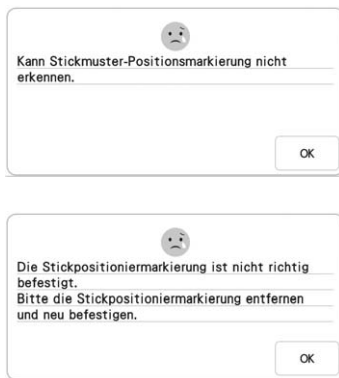 Kann Stickmuster-Positionsmarkierung nicht
erkennen.
OK
Die Stickpositioniermarkierung ist nicht richtig
befestigt.
Bitte die Stickpositioniermarkierung entfernen
und neu befestigen.
OK